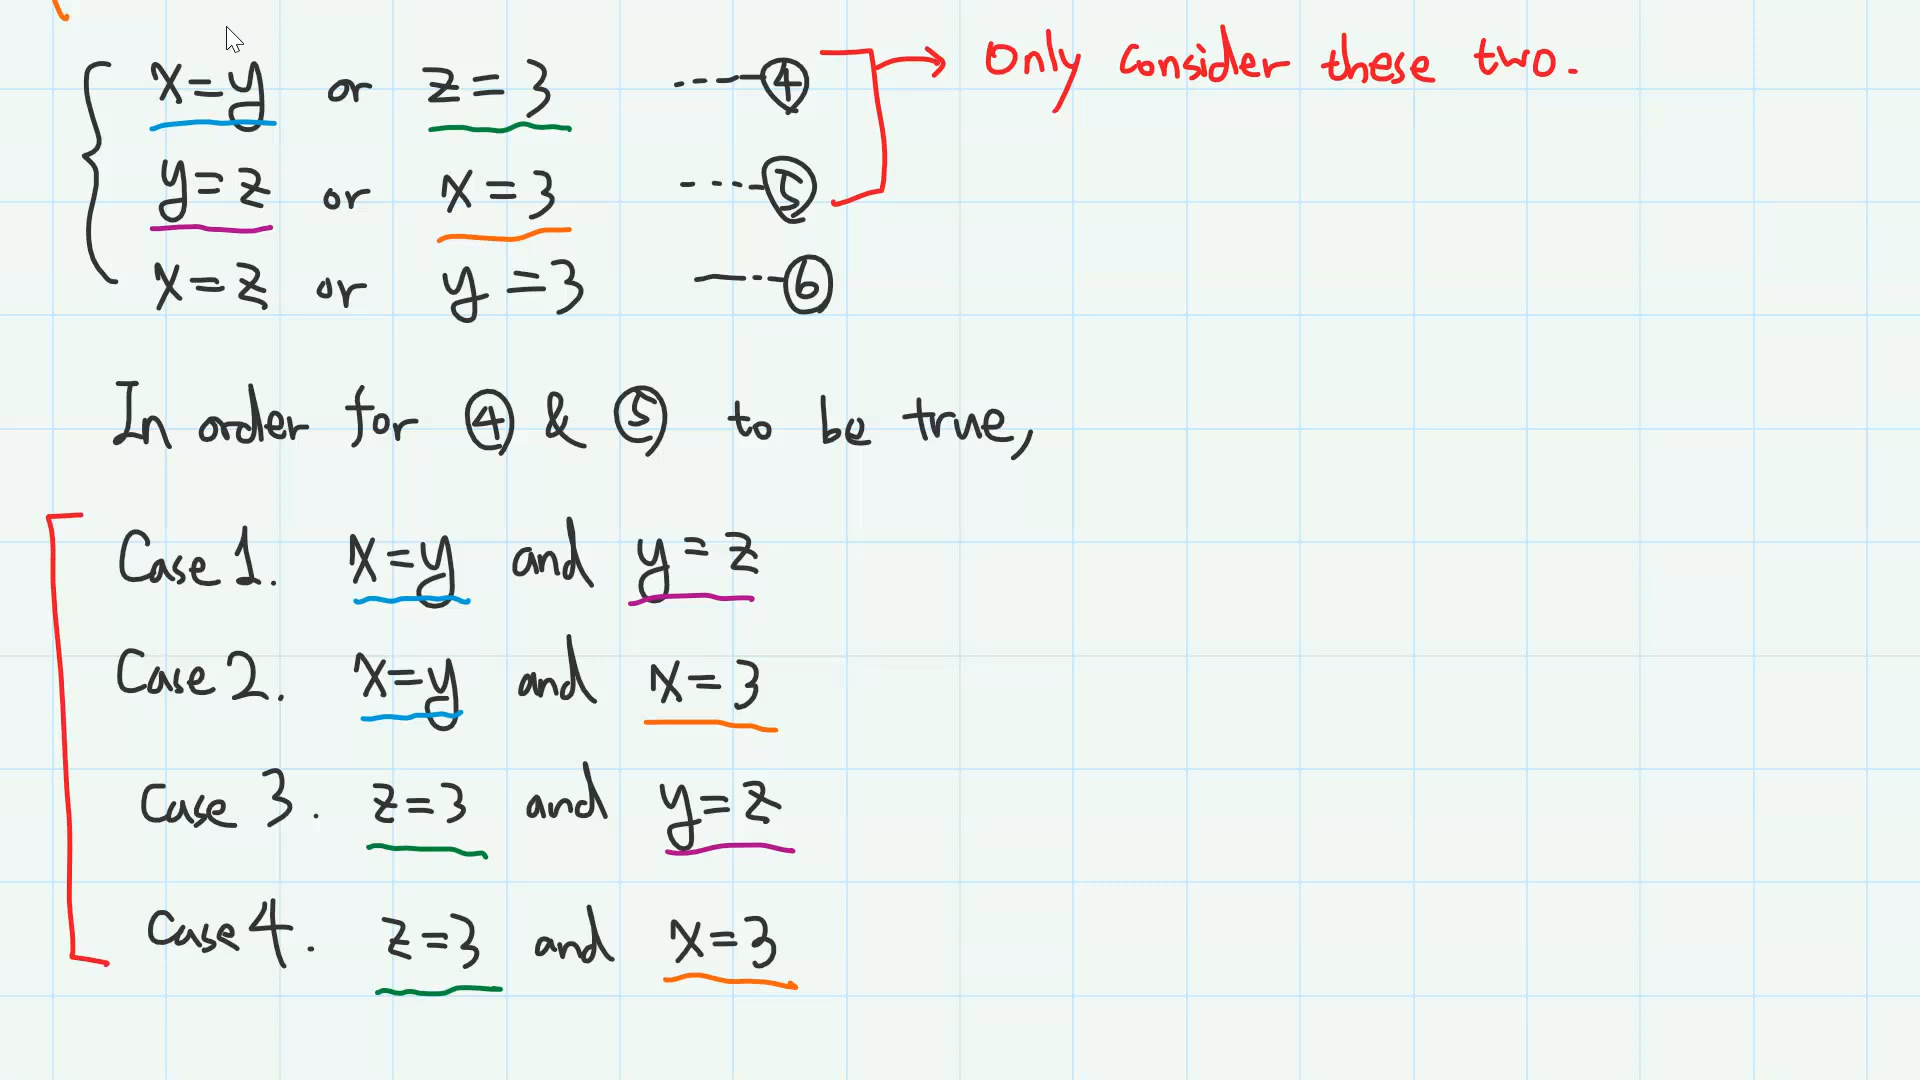 x=y or z=3 ----④ Only consider these two.
y=z or x=3 ----⑤
x=z or y=3 ----⑥
In order for ④ & ⑤ to be true,
Case 1. x=y and y=z
Case 2. x=y and x=3
Case 3. z=3 and y=z
Case 4. z=3 and x=3